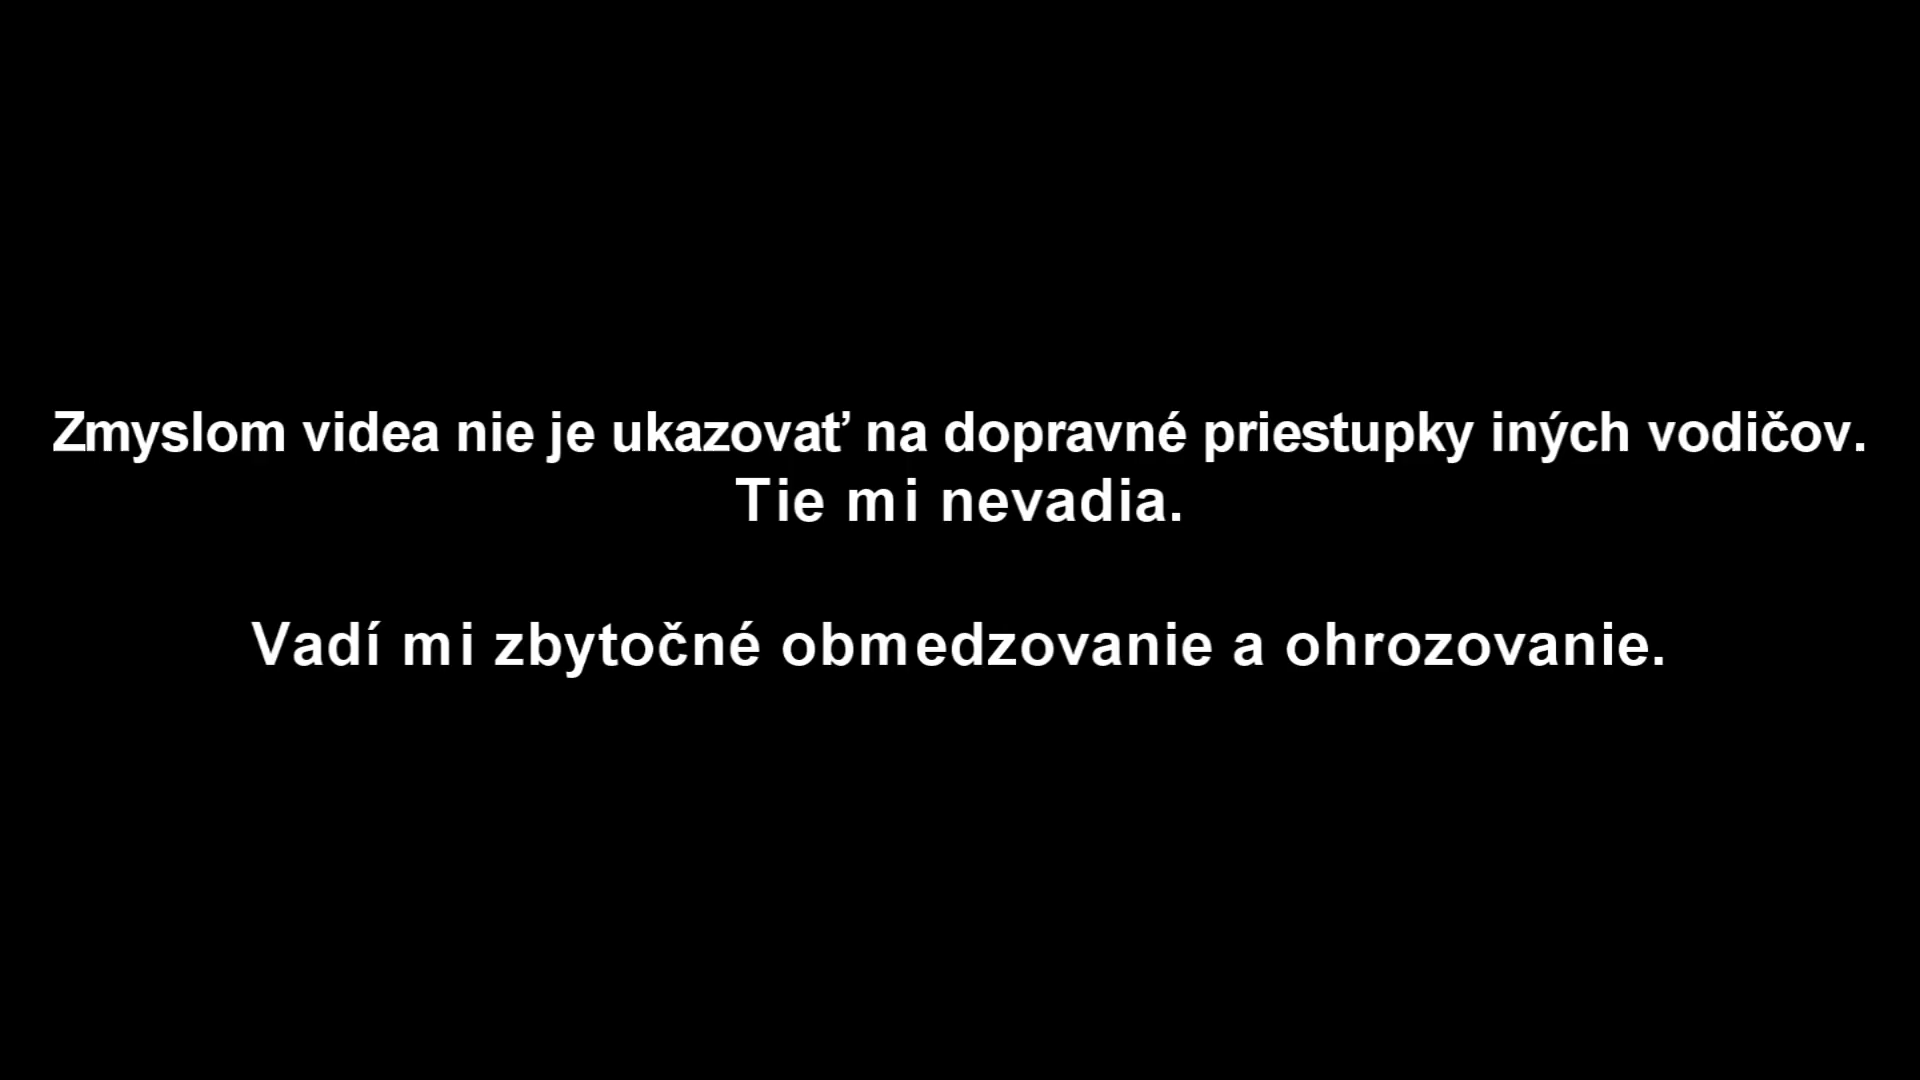 Zmyslom videa nie je ukazovať na dopravné priestupky iných vodičov.
Tie mi nevadia.
Vadí mi zbytočné obmedzovanie a ohrozovanie.